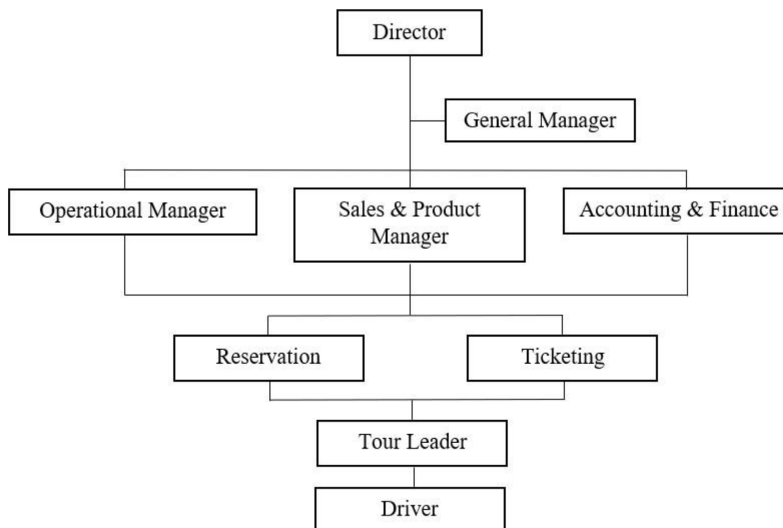 Director
General Manager
Operational Manager
Sales & Product
Manager
Accounting & Finance
Reservation
Ticketing
Tour Leader
Driver